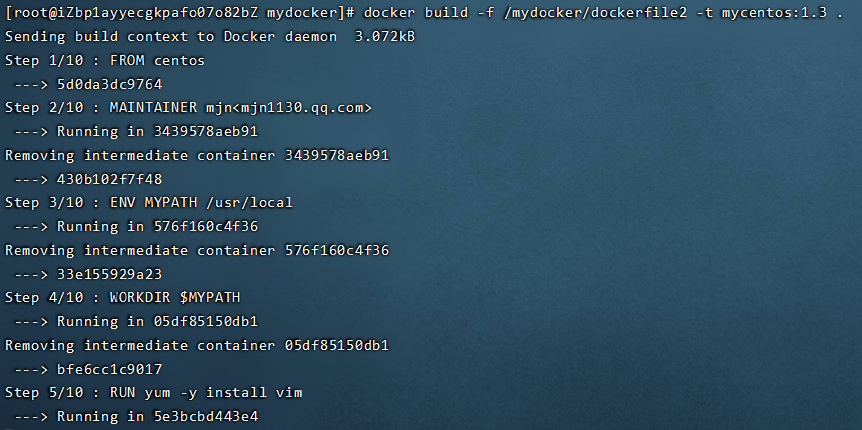 [root@iZbp1ayyecgkpafo07o82bZ mydocker]# docker build -f /mydocker/dockerfile2 -t mycentos:1.3 .
Sending build context to Docker daemon  3.072kB
Step 1/10 : FROM centos
 ---> 5d0da3dc9764
Step 2/10 : MAINTAINER mjn<mjn1130.qq.com>
 ---> Running in 3439578aeb91
Removing intermediate container 3439578aeb91
 ---> 430b102f7f48
Step 3/10 : ENV MYPATH /usr/local
 ---> Running in 576f160c4f36
Removing intermediate container 576f160c4f36
 ---> 33e155929a23
Step 4/10 : WORKDIR $MYPATH
 ---> Running in 05df85150db1
Removing intermediate container 05df85150db1
 ---> bfe6cc1c9017
Step 5/10 : RUN yum -y install vim
 ---> Running in 5e3bcbd443e4